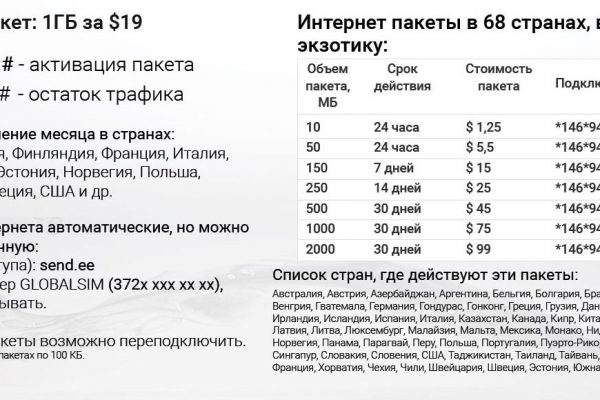 кет: 1ГБ за $19
# - активация пакета
# - остаток трафика
ение месяца в странах:
Финляндия, Франция, Италия,
Эстония, Норвегия, Польша,
еция, США и др.
ернета автоматические, но можно
ную:
тупа): send.ee
ер GLOBALSIM (372x xxx xx xx),
ывать.
кеты возможно переподключить.
пакетах по 100 КБ.
Интернет пакеты в 68 странах, в
экзотику:
Объем пакета, МБ Срок действия Стоимость пакета Подклю
10 24 часа $ 1,25 *146*94
50 24 часа $ 5,5 *146*94
150 7 дней $ 15 *146*94
250 14 дней $ 25 *146*94
500 30 дней $ 45 *146*94
1000 30 дней $ 75 *146*94
2000 30 дней $ 99 *146*94
Список стран, где действуют эти пакеты:
Австралия, Австрия, Азербайджан, Аргентина, Бельгия, Болгария, Бра
Венгрия, Гватемала, Германия, Гондурас, Гонконг, Греция, Грузия, Дан
Ирландия, Исландия, Испания, Италия, Казахстан, Канада, Кипр, Кита
Латвия, Литва, Люксембург, Малайзия, Мальта, Мексика, Монако, Ни
Норвегия, Панама, Парагвай, Перу, Польша, Португалия, Пуэрто-Рико,
Сингапур, Словакия, Словения, США, Таджикистан, Таиланд, Тайвань,
Франция, Хорватия, Чехия, Чили, Швейцария, Швеция, Эстония, Южна